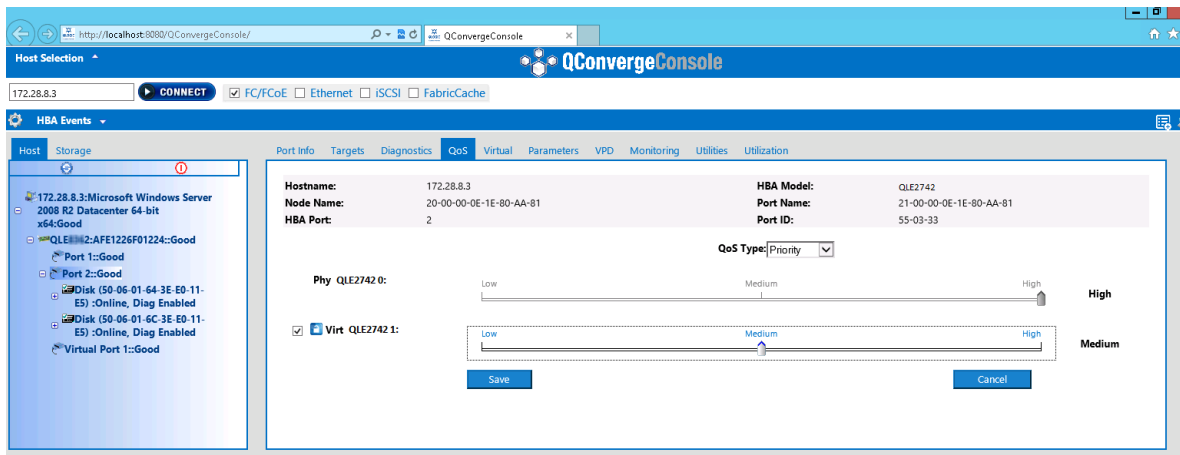 http://localhost:8080/QConvergeConsole/
QConvergeConsole
Host Selection
QConvergeConsole
172.28.8.3
CONNECT
FC/FCoE Ethernet iSCSI FabricCache
HBA Events
Host Storage
Port Info Targets Diagnostics QoS Virtual Parameters VPD Monitoring Utilities Utilization
172.28.8.3:Microsoft Windows Server
2008 R2 Datacenter 64-bit
x64:Good
2:AFE1226F01224::Good
Port 1::Good
Port 2::Good
Disk (50-06-01-64-3E-E0-11-
E5) :Online, Diag Enabled
Disk (50-06-01-6C-3E-E0-11-
E5) :Online, Diag Enabled
Virtual Port 1::Good
Hostname: 172.28.8.3 HBA Model: QLE2742
Node Name: 20-00-00-0E-1E-80-AA-81 Port Name: 21-00-00-0E-1E-80-AA-81
HBA Port: 2 Port ID: 55-03-33
QoS Type: Priority
Phy QLE2742 0: Low Medium High High
Virt QLE2742 1: Low Medium High Medium
Save Cancel